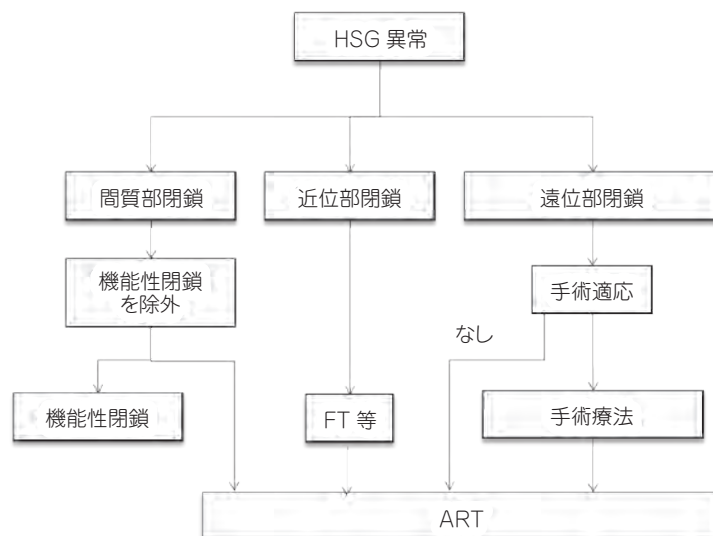 HSG 異常
間質部閉鎖
近位部閉鎖
遠位部閉鎖
機能性閉鎖
を除外
手術適応
なし
機能性閉鎖
FT 等
手術療法
ART